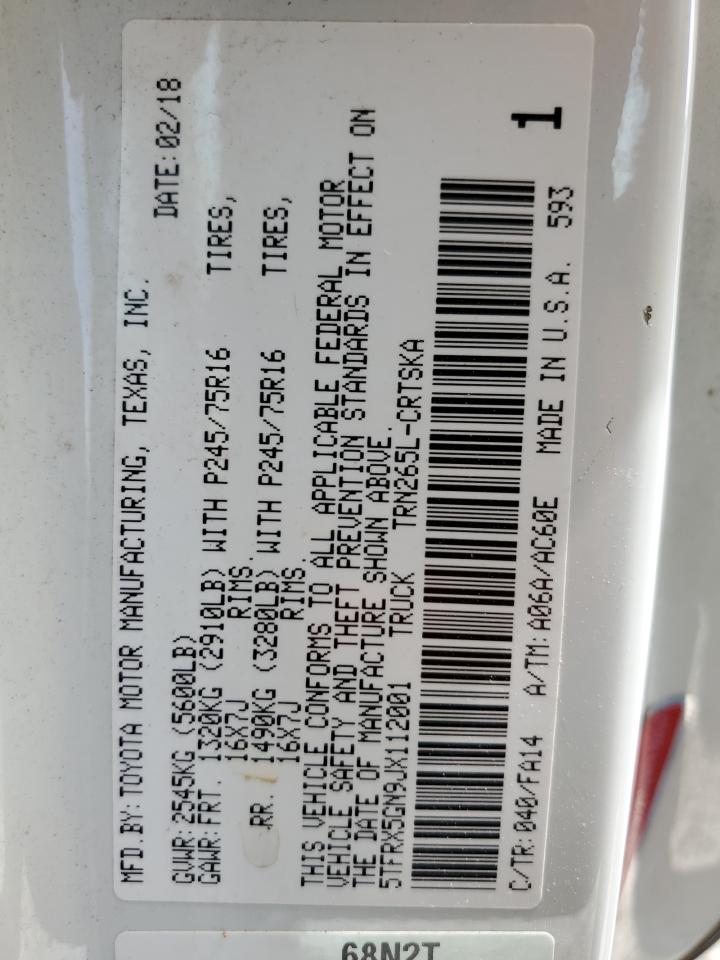 MFD. BY: TOYOTA MOTOR MANUFACTURING, TEXAS, INC.
DATE: 02/18
GVWR: 2545KG (5600LB)
GAWR: FRT. 1320KG (2910LB) WITH P245/75R16 TIRES,
16X7J RIMS.
RR. 1490KG (3280LB) WITH P245/75R16 TIRES,
16X7J RIMS.
THIS VEHICLE CONFORMS TO ALL APPLICABLE FEDERAL MOTOR
VEHICLE SAFETY AND THEFT PREVENTION STANDARDS IN EFFECT ON
THE DATE OF MANUFACTURE SHOWN ABOVE.
5TFRX5GN9JX112001 TRUCK TRN265L-CRTSKA
C/TR: 040/FA14 A/TM: A06A/AC60E MADE IN U.S.A. 593
1
68N2T